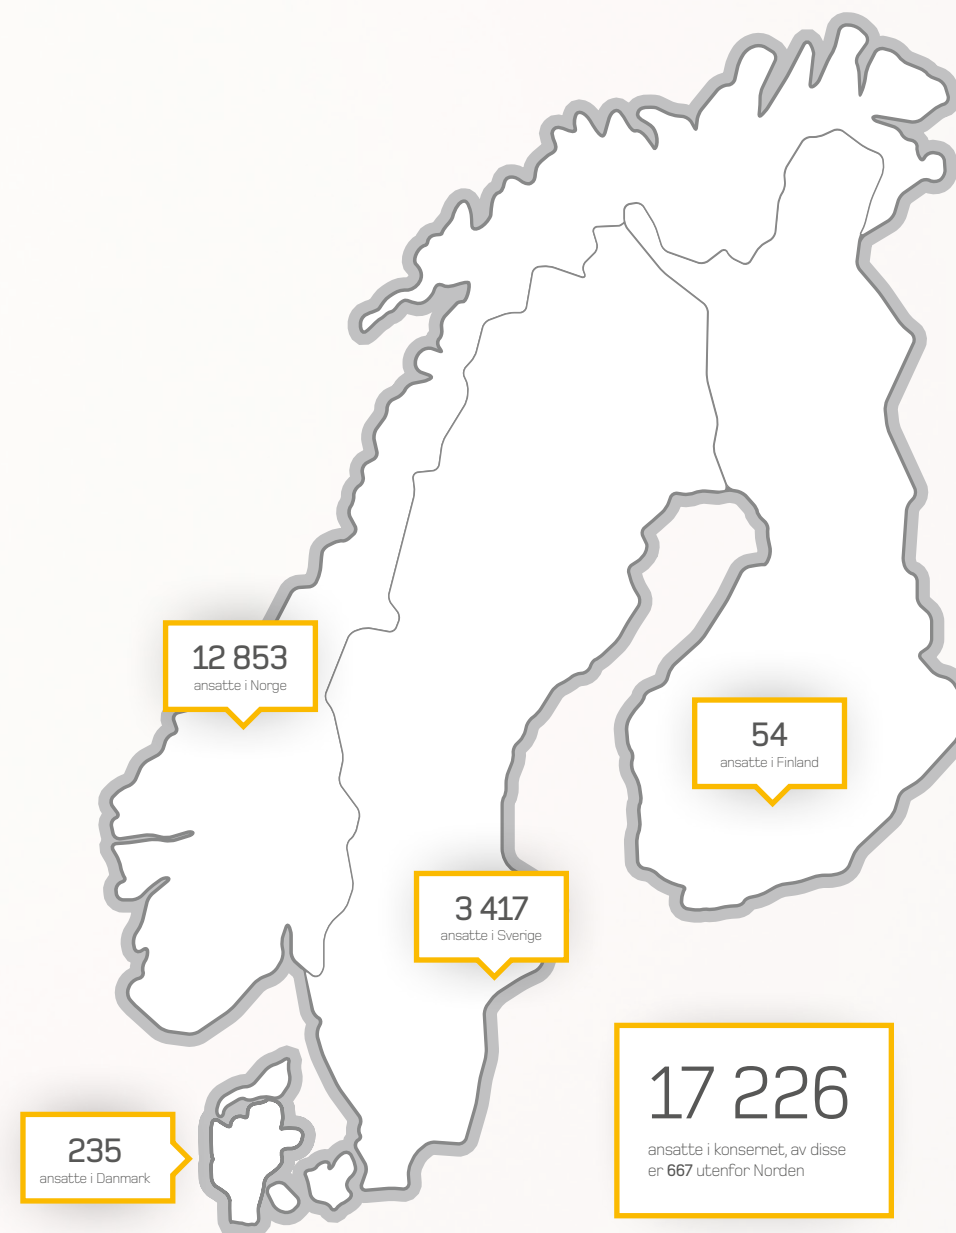 12 853
ansatte i Norge
54
ansatte i Finland
3 417
ansatte i Sverige
17 226
ansatte i konsernet, av disse
er 667 utenfor Norden
235
ansatte i Danmark